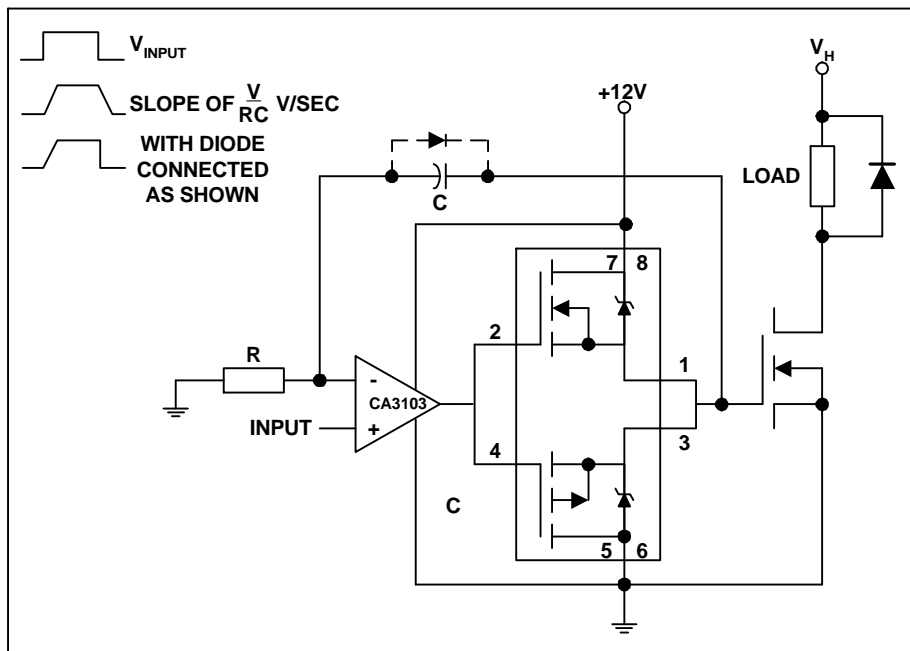 V INPUT
SLOPE OF V/RC V/SEC
WITH DIODE
CONNECTED
AS SHOWN
C
+12V
V H
LOAD
7 8
2
R
-
CA3103
1
INPUT
+
3
4
C
5 6